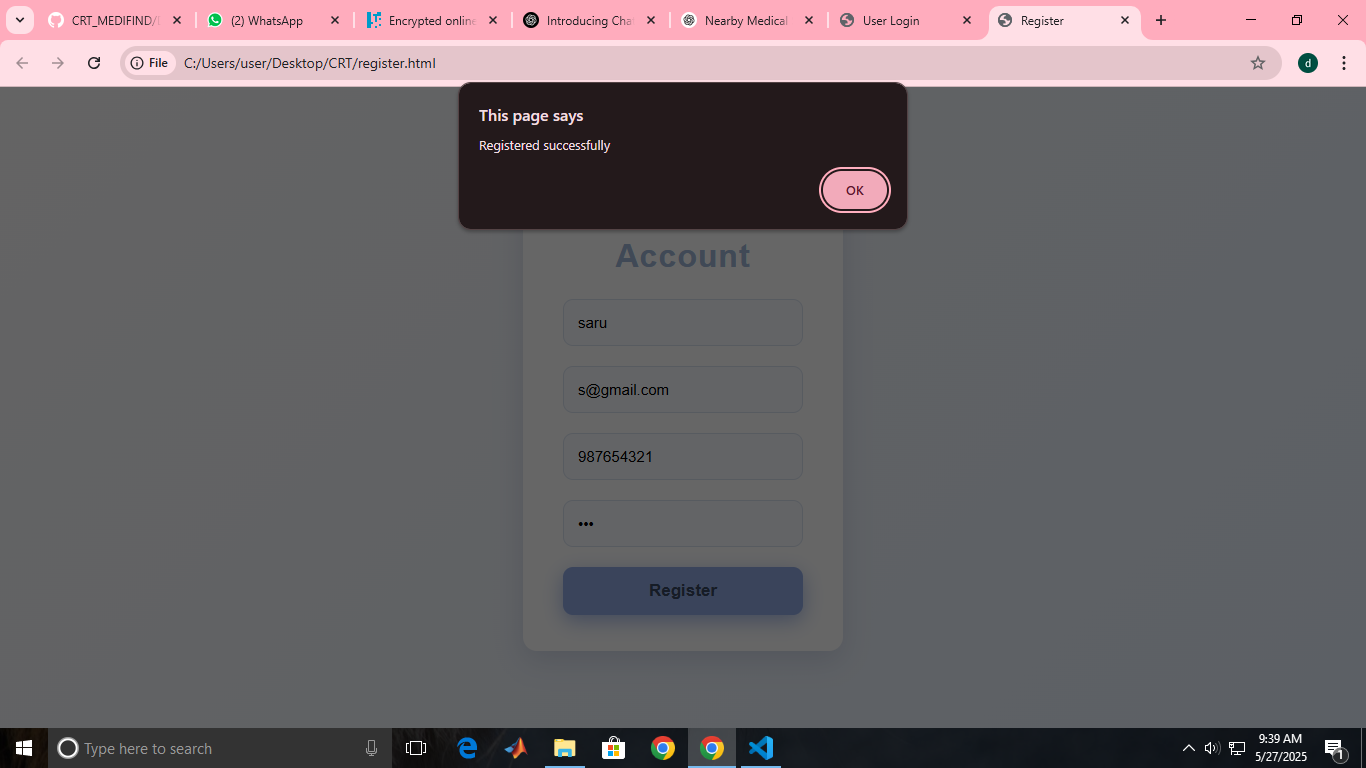 CRT_MEDIFIND/
(2) WhatsApp
Encrypted online
Introducing Cha
Nearby Medical
User Login
Register
File
C:/Users/user/Desktop/CRT/register.html
d
This page says
Registered successfully
OK
Account
saru
s@gmail.com
987654321
•••
Register
Type here to search
9:39 AM
5/27/2025
1